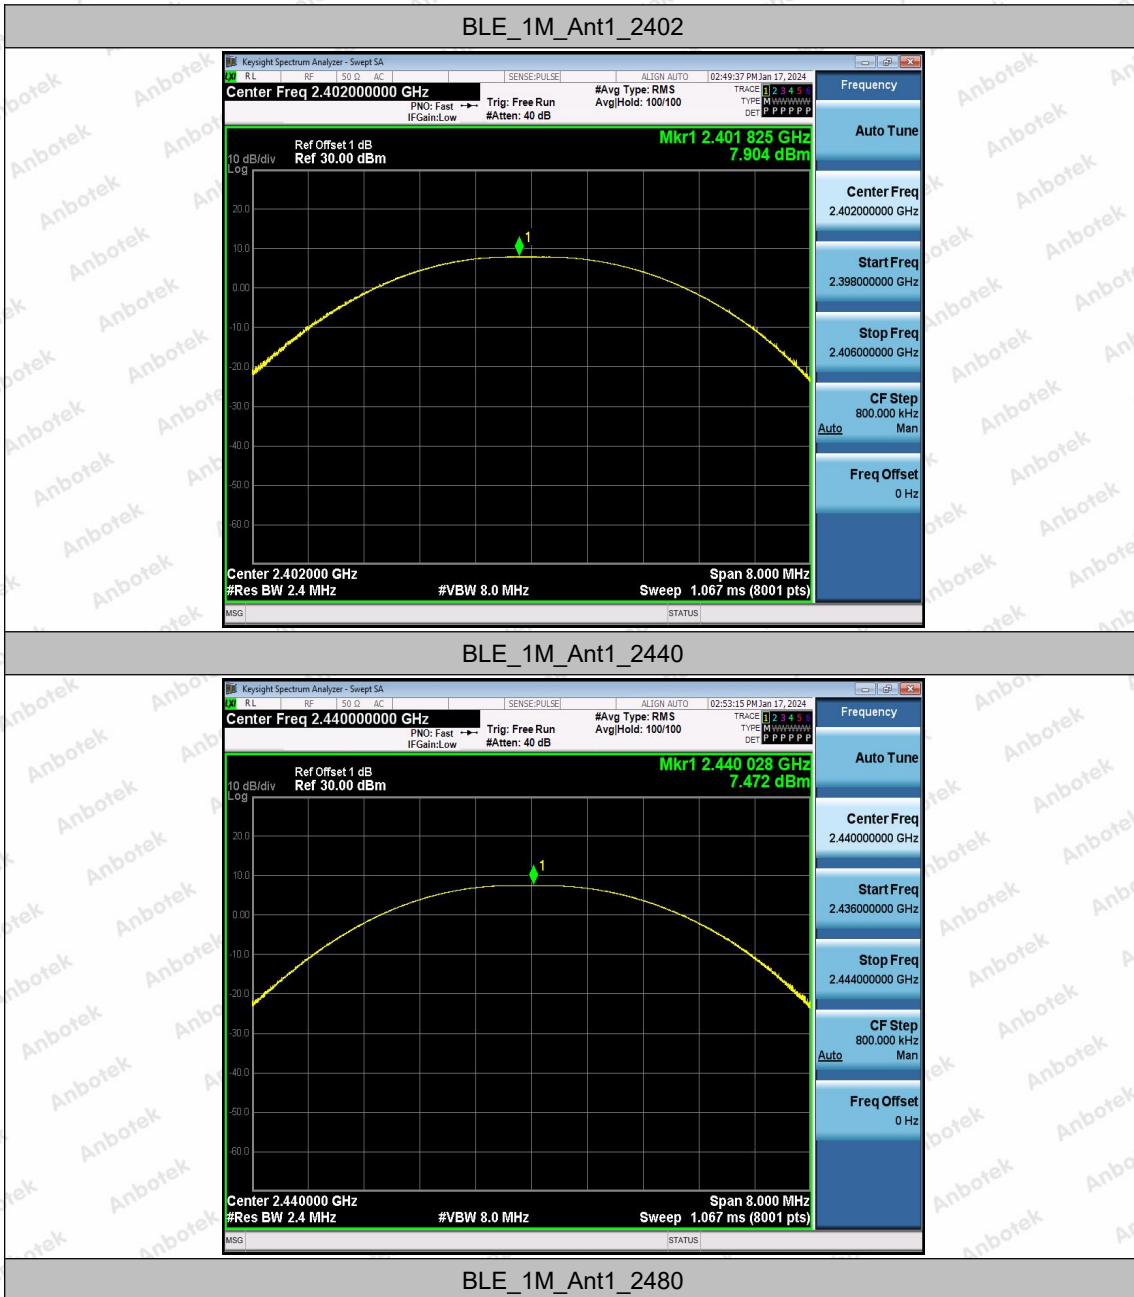 BLE_1M_Ant1_2402
Keysight Spectrum Analyzer - Swept SA
LXI RL RF 50 Ω AC SENSE:PULSE ALIGN AUTO 02:49:37 PM Jan 17, 2024
Center Freq 2.402000000 GHz
PNO: Fast
IFGain:Low
Trig: Free Run
#Atten: 40 dB
#Avg Type: RMS
Avg|Hold: 100/100
TRACE 1 2 3 4 5 6
TYPE M WWWWW
DET P P P P P P
Frequency
Auto Tune
Center Freq
2.402000000 GHz
Start Freq
2.398000000 GHz
Stop Freq
2.406000000 GHz
CF Step
800.000 kHz
Auto Man
Freq Offset
0 Hz
Mkr1 2.401 825 GHz
7.904 dBm
Ref Offset 1 dB
10 dB/div Ref 30.00 dBm
Log
20.0
10.0
0.00
-10.0
-20.0
-30.0
-40.0
-50.0
-60.0
1
Center 2.402000 GHz Span 8.000 MHz
#Res BW 2.4 MHz #VBW 8.0 MHz Sweep 1.067 ms (8001 pts)
MSG STATUS
BLE_1M_Ant1_2440
Keysight Spectrum Analyzer - Swept SA
LXI RL RF 50 Ω AC SENSE:PULSE ALIGN AUTO 02:53:15 PM Jan 17, 2024
Center Freq 2.440000000 GHz
PNO: Fast
IFGain:Low
Trig: Free Run
#Atten: 40 dB
#Avg Type: RMS
Avg|Hold: 100/100
TRACE 1 2 3 4 5 6
TYPE M WWWWW
DET P P P P P P
Frequency
Auto Tune
Center Freq
2.440000000 GHz
Start Freq
2.436000000 GHz
Stop Freq
2.444000000 GHz
CF Step
800.000 kHz
Auto Man
Freq Offset
0 Hz
Mkr1 2.440 028 GHz
7.472 dBm
Ref Offset 1 dB
10 dB/div Ref 30.00 dBm
Log
20.0
10.0
0.00
-10.0
-20.0
-30.0
-40.0
-50.0
-60.0
1
Center 2.440000 GHz Span 8.000 MHz
#Res BW 2.4 MHz #VBW 8.0 MHz Sweep 1.067 ms (8001 pts)
MSG STATUS
BLE_1M_Ant1_2480
Anbotek